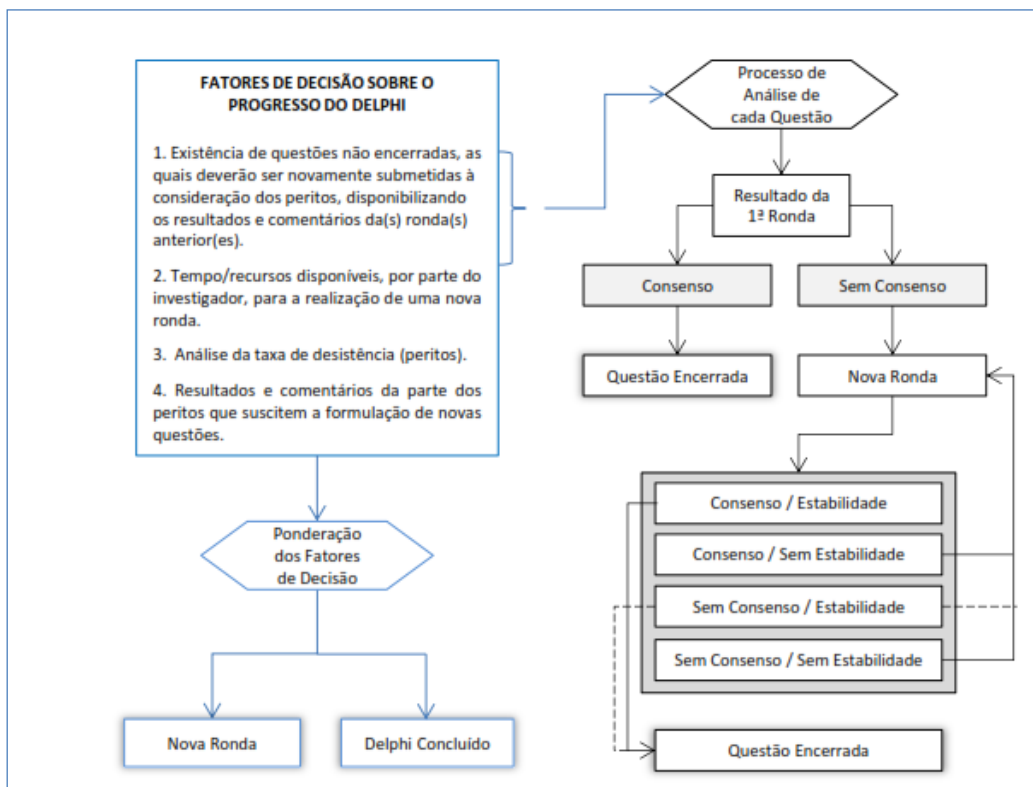 FATORES DE DECISÃO SOBRE O
PROGRESSO DO DELPHI
1. Existência de questões não encerradas, as
quais deverão ser novamente submetidas à
consideração dos peritos, disponibilizando
os resultados e comentários da(s) ronda(s)
anterior(es).
2. Tempo/recursos disponíveis, por parte do
investigador, para a realização de uma nova
ronda.
3. Análise da taxa de desistência (peritos).
4. Resultados e comentários da parte dos
peritos que suscitem a formulação de novas
questões.
Ponderação
dos Fatores
de Decisão
Nova Ronda
Delphi Concluído
Processo de
Análise de
cada Questão
Resultado da
1ª Ronda
Consenso
Sem Consenso
Questão Encerrada
Nova Ronda
Consenso / Estabilidade
Consenso / Sem Estabilidade
Sem Consenso / Estabilidade
Sem Consenso / Sem Estabilidade
Questão Encerrada